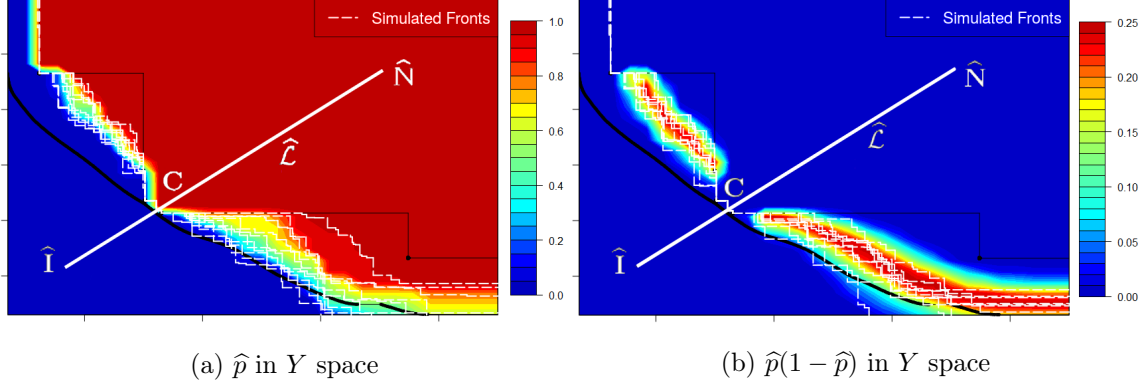 Simulated Fronts
1.0
0.8
0.6
0.4
0.2
0.0
N̂
𝓛̂
C
Î
(a) p̂ in Y space
Simulated Fronts
0.25
0.20
0.15
0.10
0.05
0.00
N̂
𝓛̂
C
Î
(b) p̂(1 − p̂) in Y space